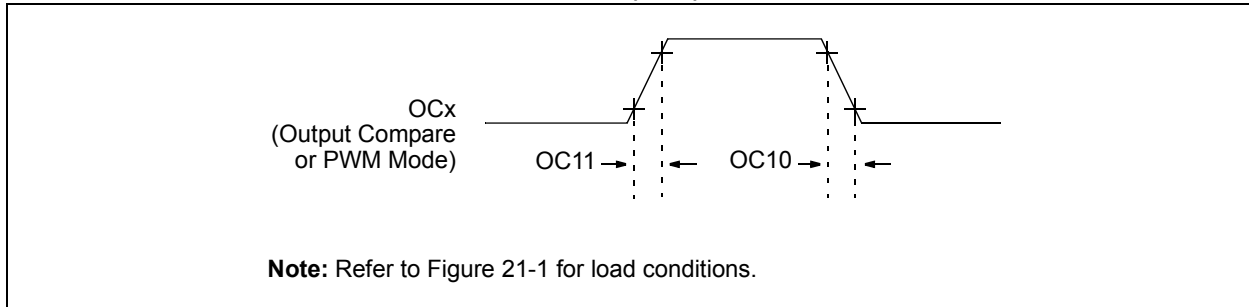 OCx
(Output Compare
or PWM Mode)
OC11
OC10
Note: Refer to Figure 21-1 for load conditions.